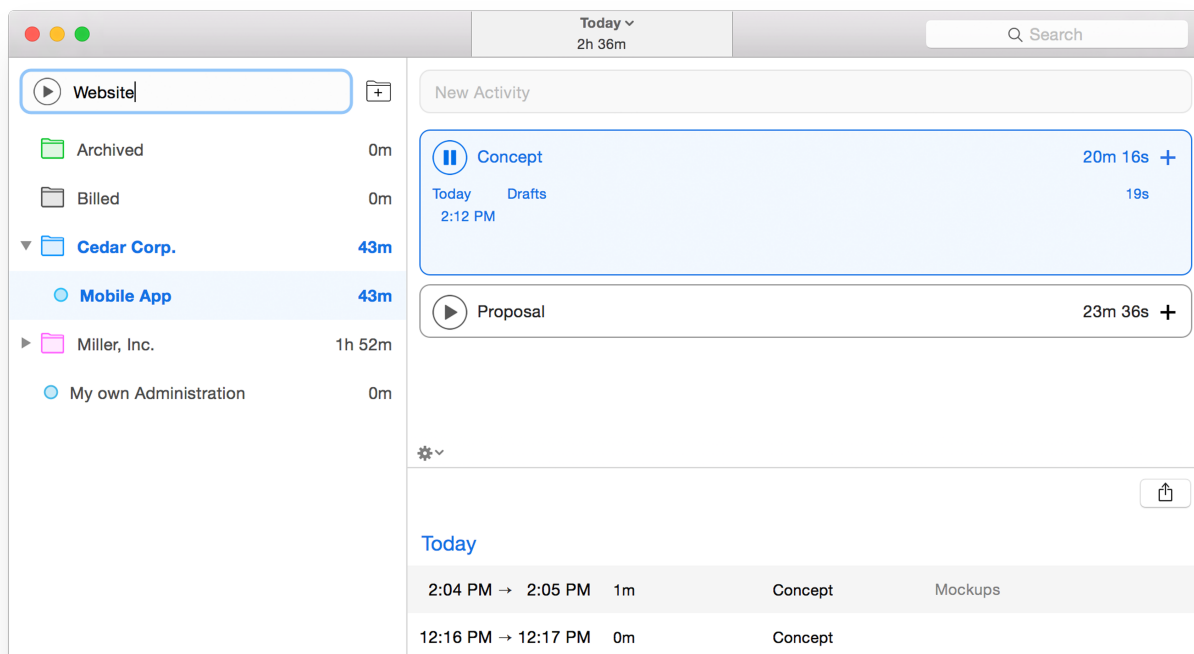 Today
2h 36m
Search
Website
New Activity
Archived 0m
Billed 0m
Cedar Corp. 43m
Mobile App 43m
Miller, Inc. 1h 52m
My own Administration 0m
Concept 20m 16s +
Today Drafts 19s
2:12 PM
Proposal 23m 36s +
Today
2:04 PM → 2:05 PM 1m Concept Mockups
12:16 PM → 12:17 PM 0m Concept